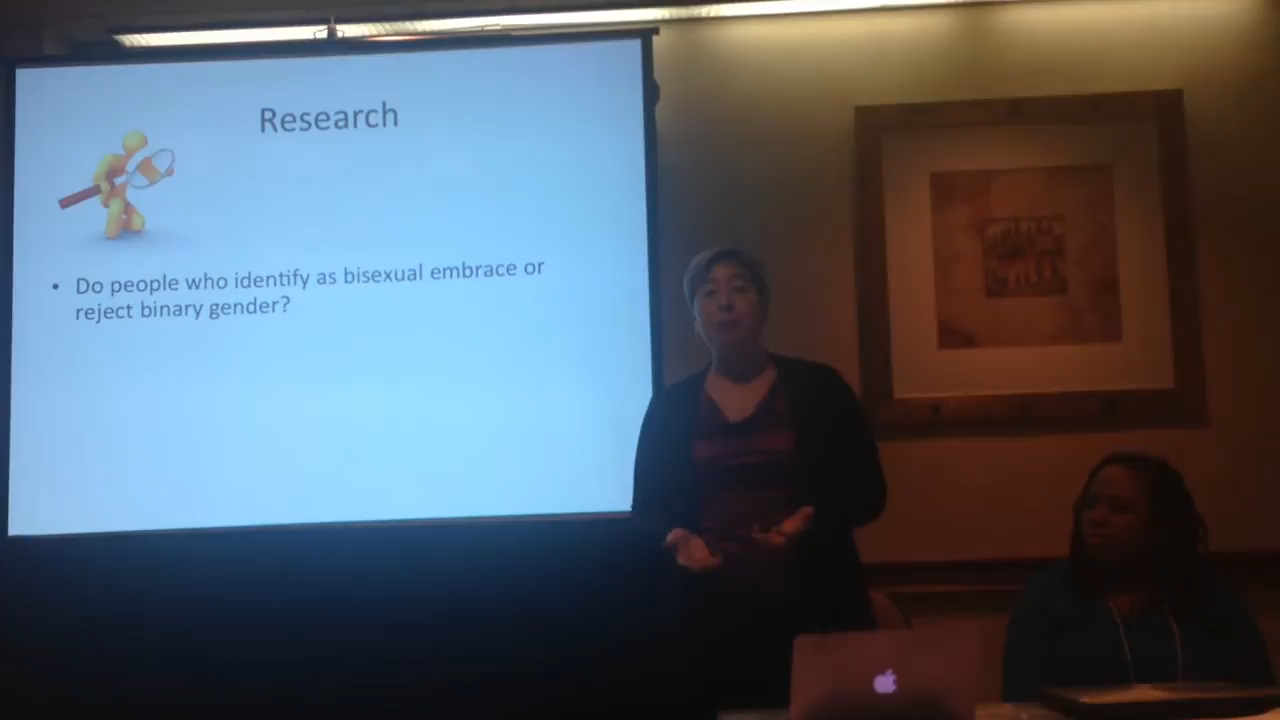 Research
• Do people who identify as bisexual embrace or
reject binary gender?